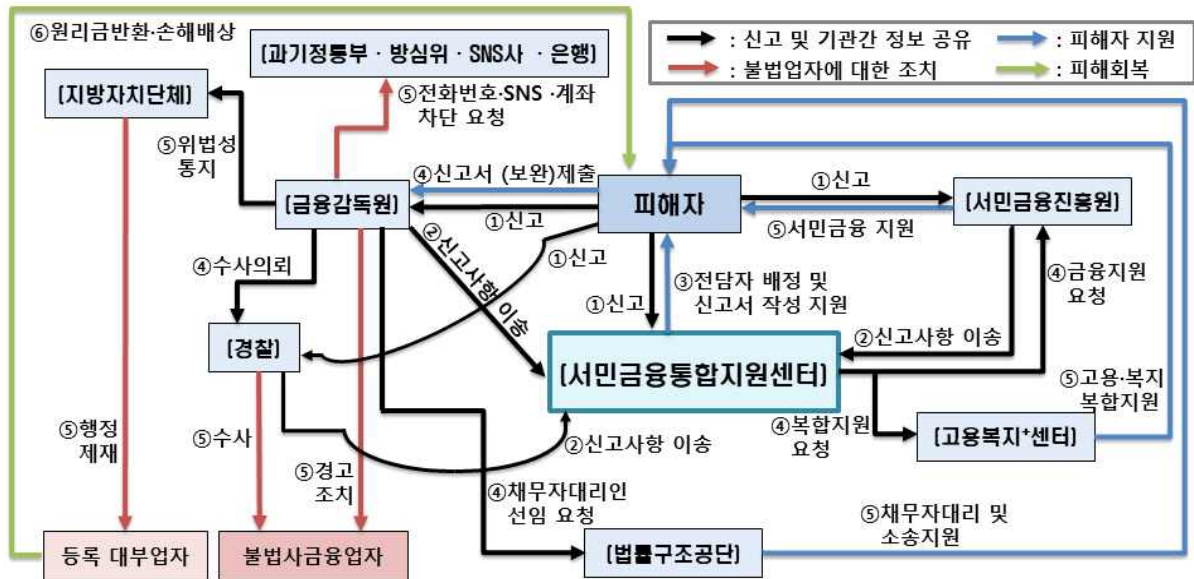 ⑥원리금반환·손해배상
(과기정통부 · 방심위 · SNS사 · 은행)
: 신고 및 기관간 정보 공유
: 피해자 지원
: 불법업자에 대한 조치
: 피해회복
(지방자치단체)
⑤전화번호·SNS ·계좌
차단 요청
⑤위법성
통지
④신고서 (보완)제출
①신고
(금융감독원)
피해자
(서민금융진흥원)
①신고
⑤서민금융 지원
②신고사항 이송
①신고
④수사의뢰
③전담자 배정 및
신고서 작성 지원
④금융지원
요청
①신고
(경찰)
②신고사항 이송
(서민금융통합지원센터)
⑤고용·복지
복합지원
⑤행정
제재
⑤수사
②신고사항 이송
④복합지원
요청
(고용복지+센터)
⑤경고
조치
④채무자대리인
선임 요청
⑤채무자대리 및
소송지원
등록 대부업자
불법사금융업자
(법률구조공단)